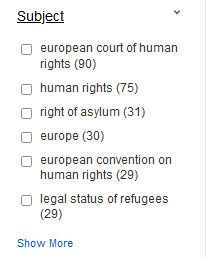 Subject
european court of human
rights (90)
human rights (75)
right of asylum (31)
europe (30)
european convention on
human rights (29)
legal status of refugees
(29)
Show More